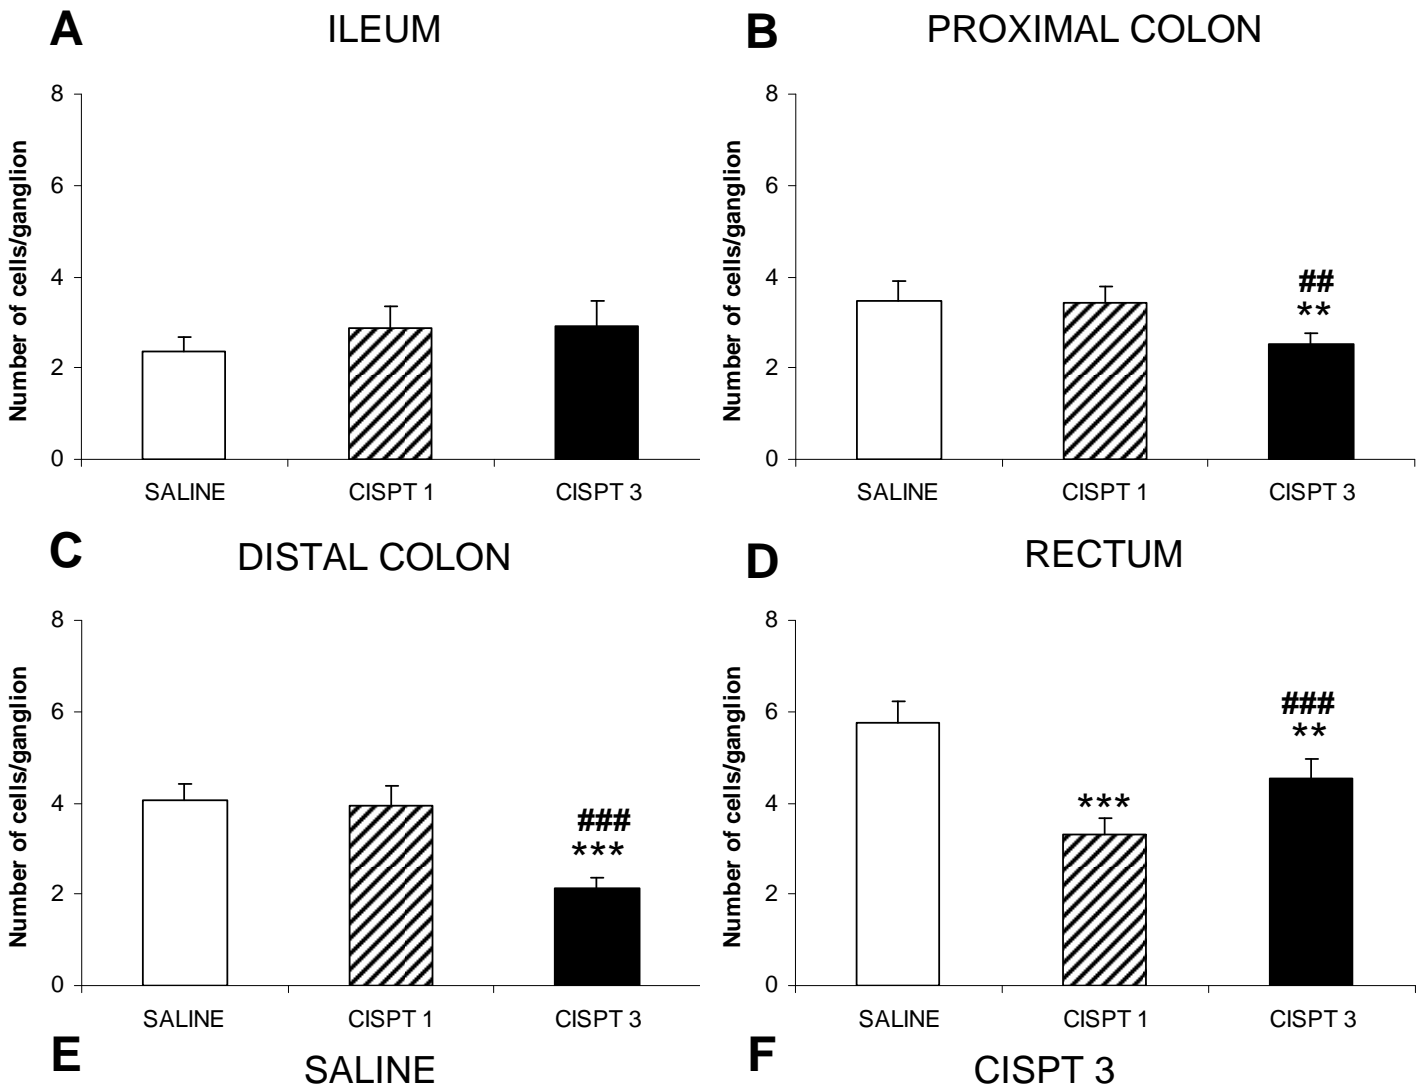 A ILEUM
Number of cells/ganglion
8
6
4
2
0
SALINE CISPT 1 CISPT 3
B PROXIMAL COLON
Number of cells/ganglion
8
6
4
2
0
##
**
SALINE CISPT 1 CISPT 3
C DISTAL COLON
Number of cells/ganglion
8
6
4
2
0
###
***
SALINE CISPT 1 CISPT 3
D RECTUM
Number of cells/ganglion
8
6
4
2
0
***
###
**
SALINE CISPT 1 CISPT 3
E SALINE
F CISPT 3